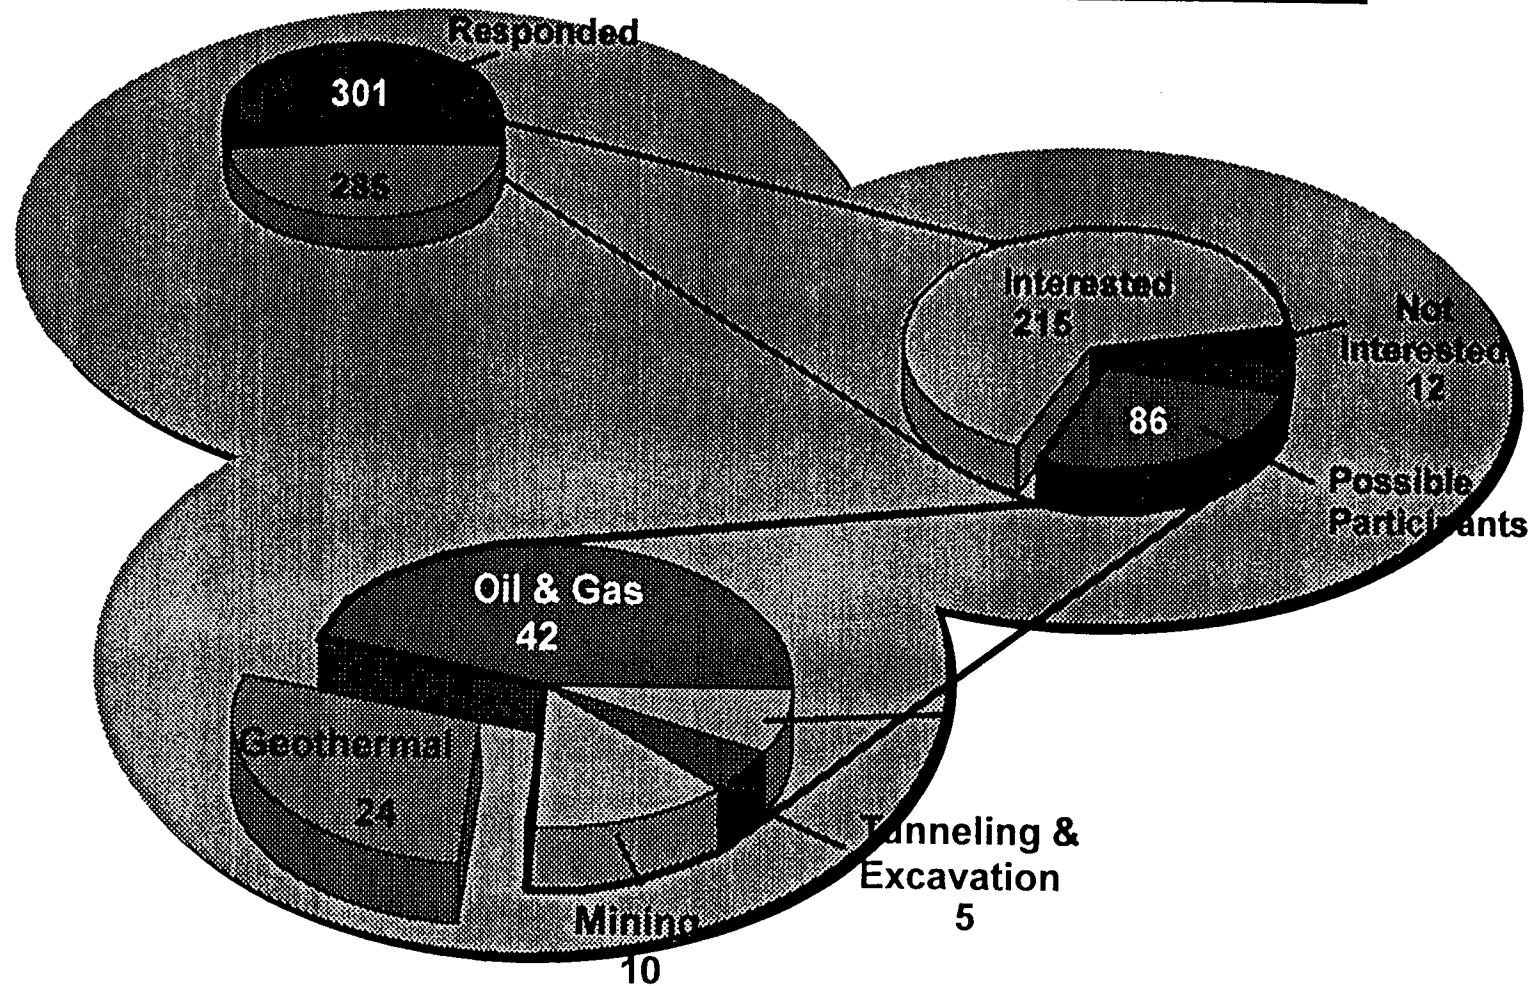 Responded
301
285
Interested
215
Not
Interested
12
86
Possible
Participants
Oil & Gas
42
Geothermal
24
Tunneling &
Excavation
5
Mining
10